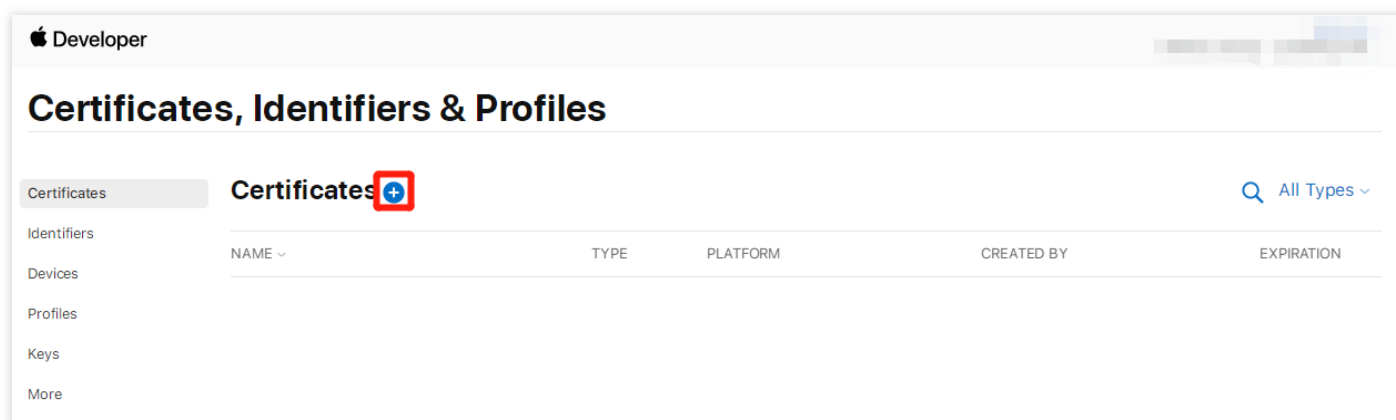 Developer
Certificates, Identifiers & Profiles
Certificates
Identifiers
Devices
Profiles
Keys
More
Certificates
All Types
NAME TYPE PLATFORM CREATED BY EXPIRATION